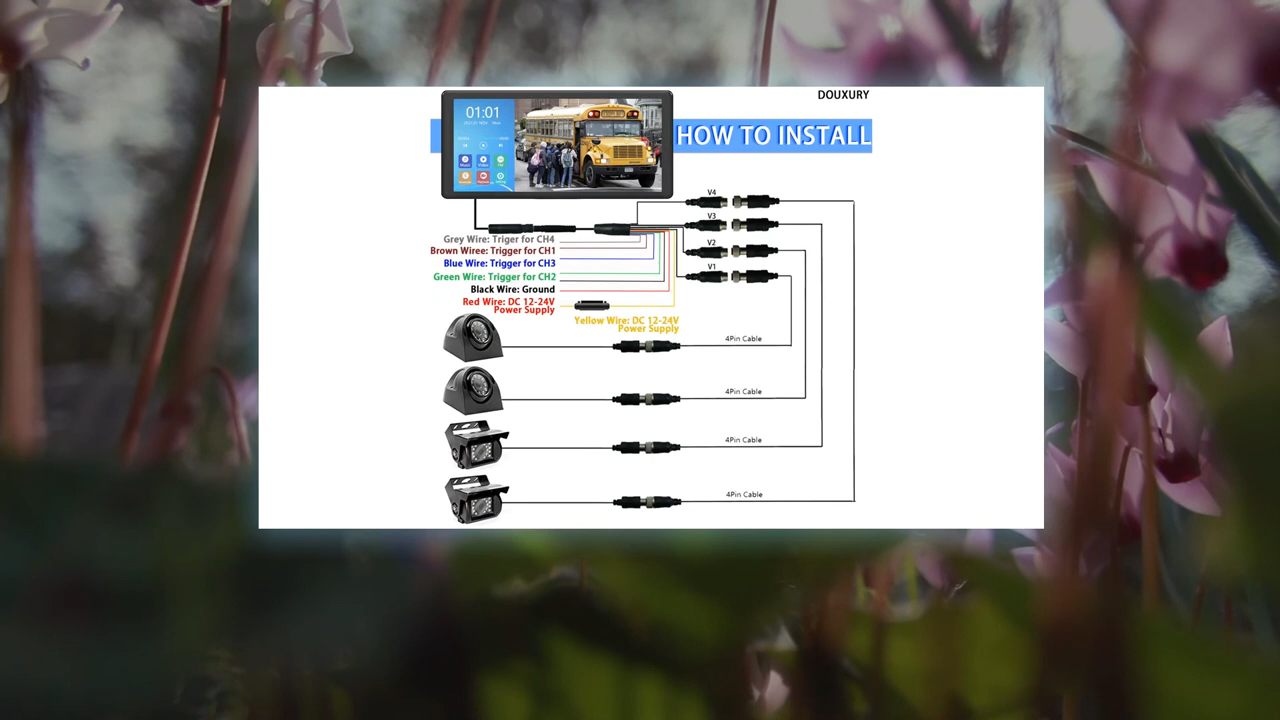 DOUXURY
HOW TO INSTALL
01:01
V4
V3
V2
V1
Grey Wire: Triger for CH4
Brown Wiree: Trigger for CH1
Blue Wire: Trigger for CH3
Green Wire: Trigger for CH2
Black Wire: Ground
Red Wire: DC 12-24V
Power Supply
Yellow Wire: DC 12-24V
Power Supply
4Pin Cable
4Pin Cable
4Pin Cable
4Pin Cable